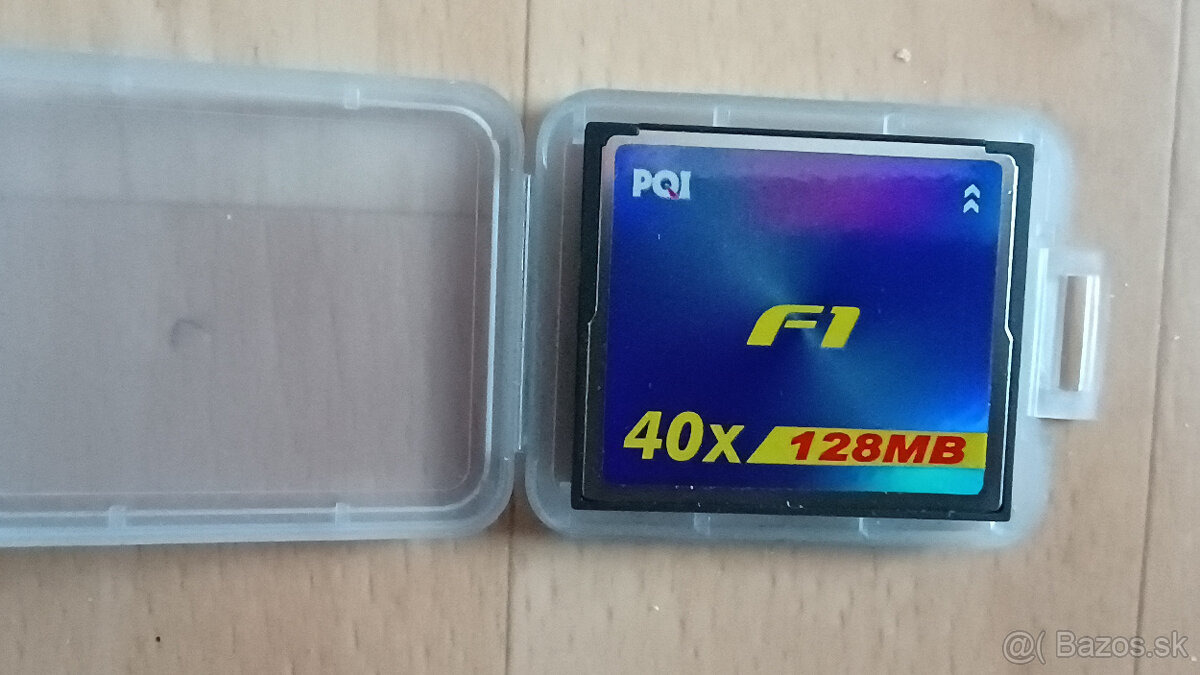 PQI
F1
40x 128MB
@( Bazos.sk